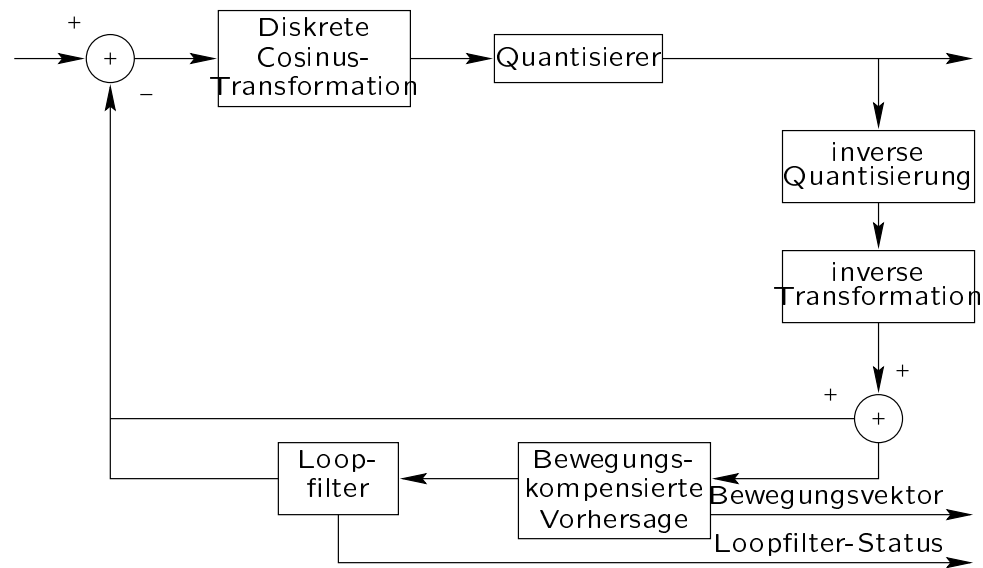 +
+
−
Diskrete
Cosinus-
Transformation
Quantisierer
inverse
Quantisierung
inverse
Transformation
+
+
+
Loop-
filter
Bewegungs-
kompensierte
Vorhersage
Bewegungsvektor
Loopfilter-Status